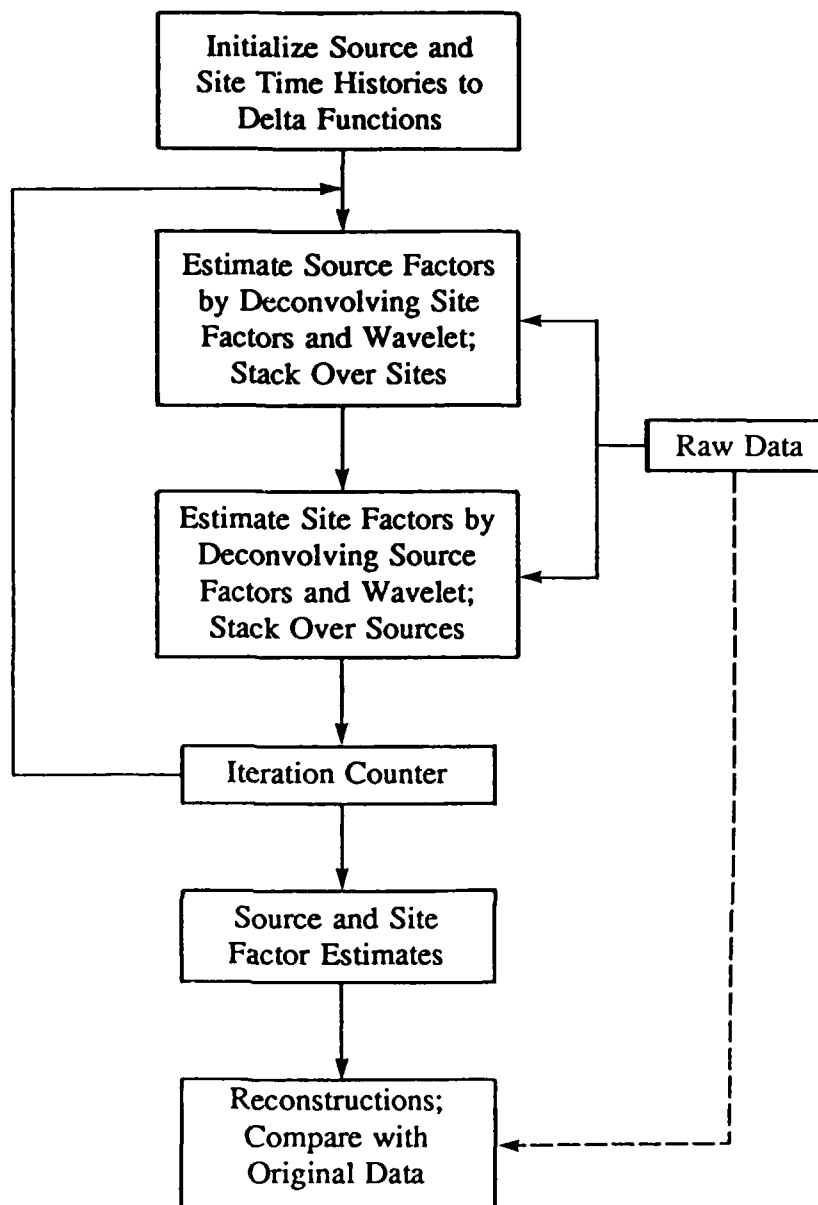 Initialize Source and
Site Time Histories to
Delta Functions
Estimate Source Factors
by Deconvolving Site
Factors and Wavelet;
Stack Over Sites
Raw Data
Estimate Site Factors by
Deconvolving Source
Factors and Wavelet;
Stack Over Sources
Iteration Counter
Source and Site
Factor Estimates
Reconstructions;
Compare with
Original Data